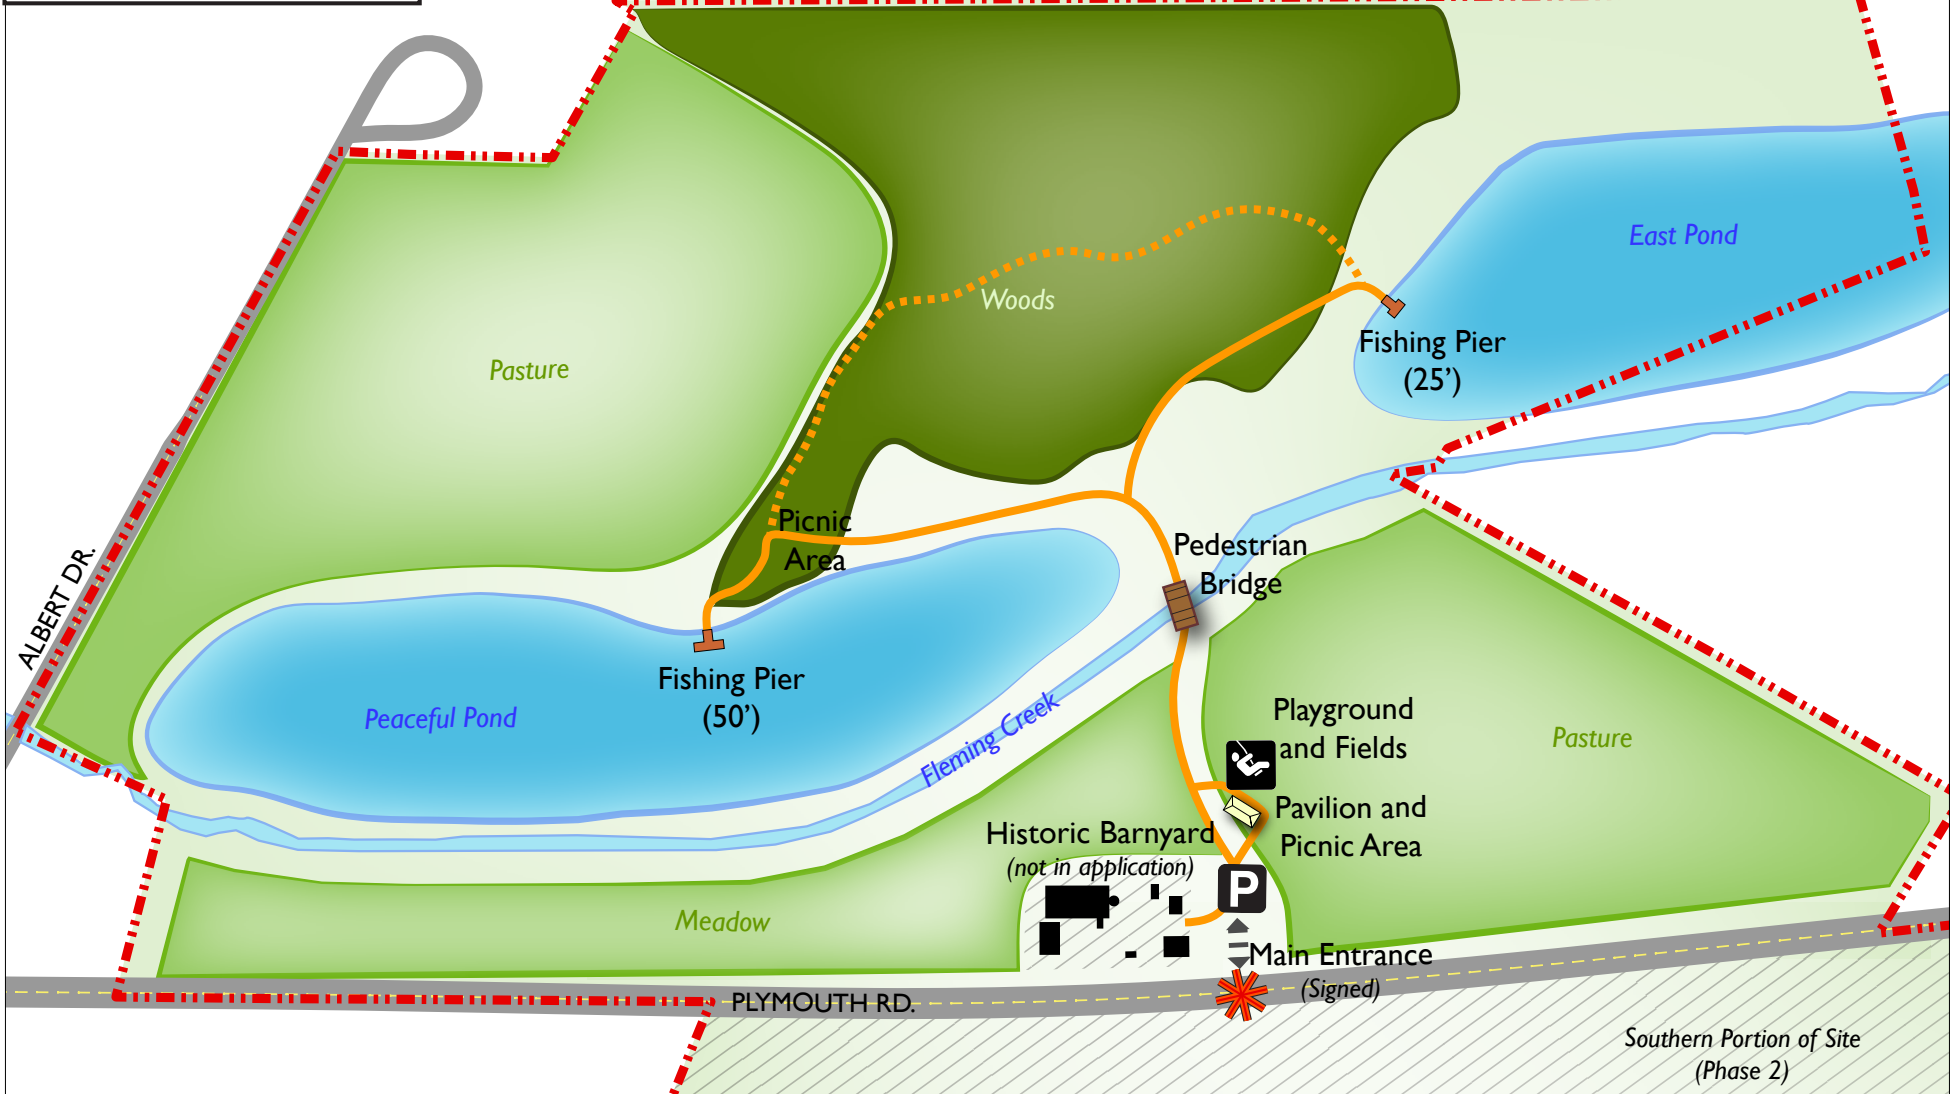 East Pond
Woods
Fishing Pier
(25’)
Pasture
Picnic
Area
Pedestrian
Bridge
ALBERT DR.
Fishing Pier
(50’)
Peaceful Pond
Fleming Creek
Playground
and Fields
Pasture
Pavilion and
Picnic Area
Historic Barnyard
(not in application)
P
Meadow
Main Entrance
(Signed)
PLYMOUTH RD.
Southern Portion of Site
(Phase 2)